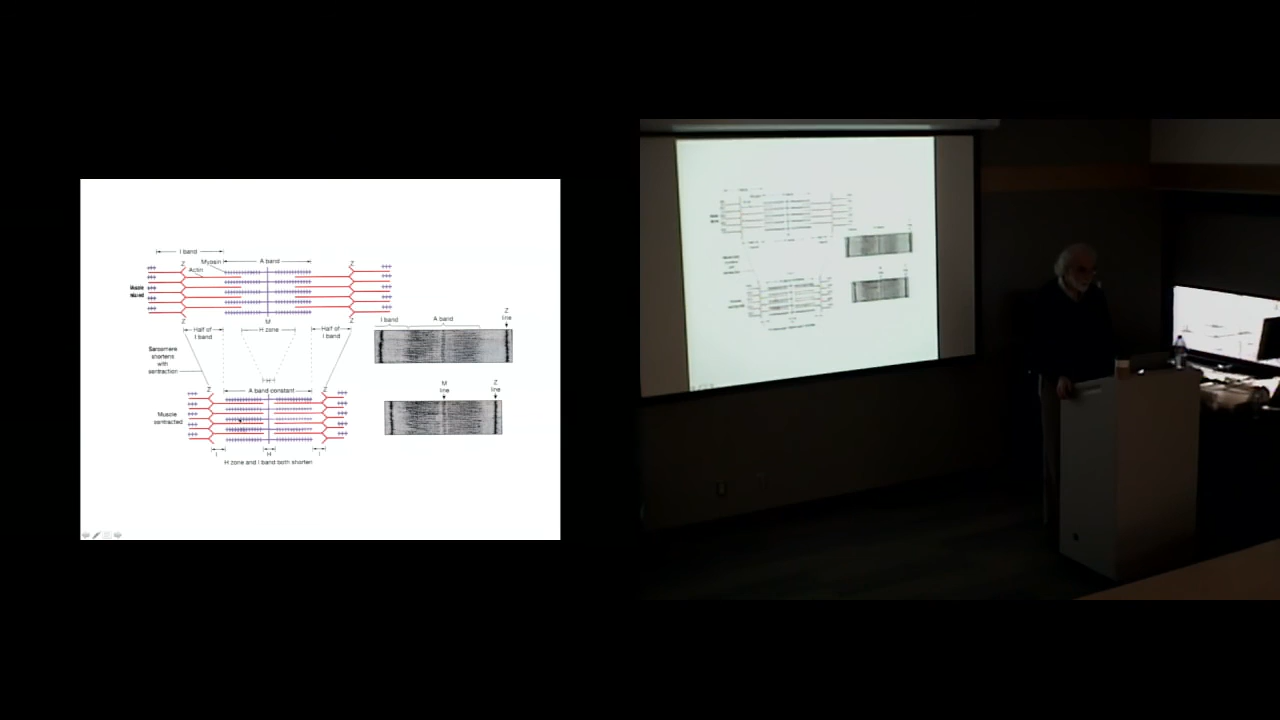 I band
Myosin
A band
Z
Actin
Z
Muscle
relaxed
Z
M
Z
Half of
I band
H zone
Half of
I band
Z
line
I band
A band
Sarcomere
shortens
with
contraction
H
Z
A band constant
Z
M
line
Z
line
Muscle
contracted
I
H
I
H zone and I band both shorten